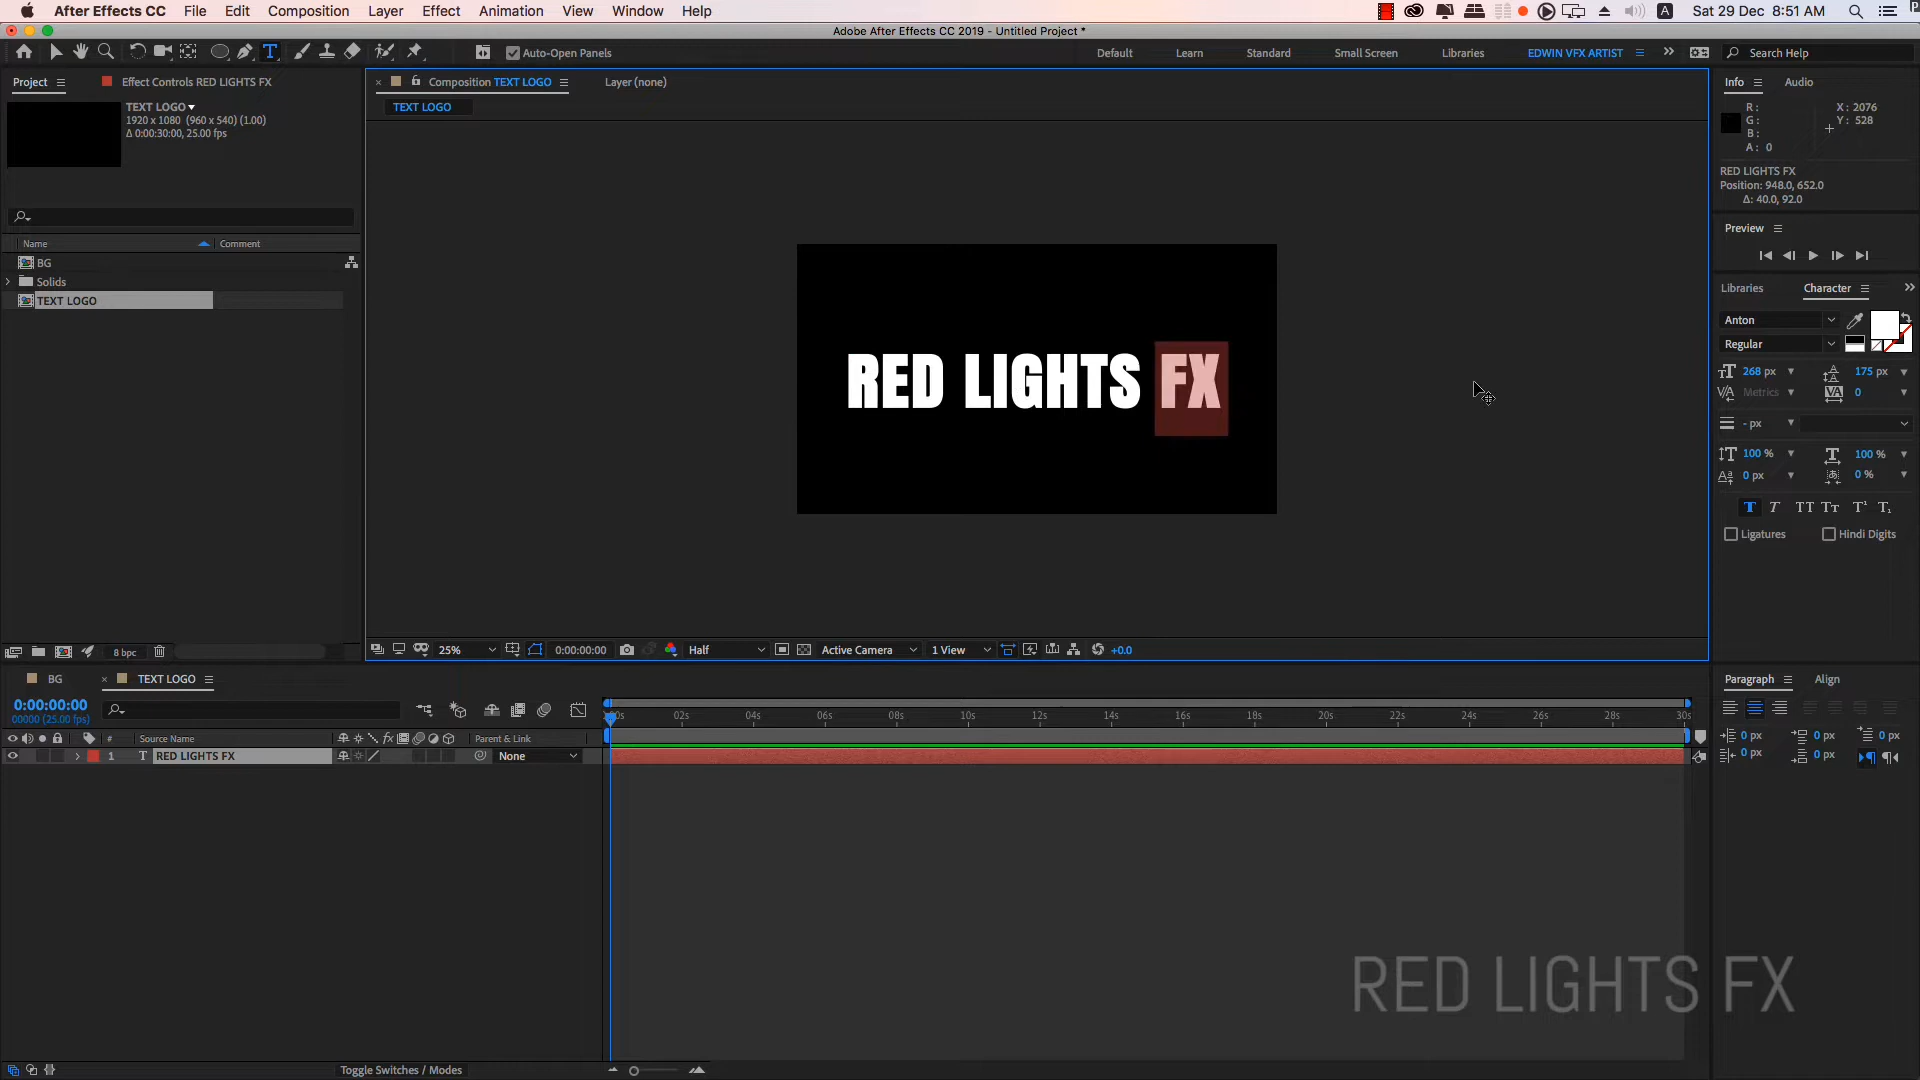 After Effects CC File Edit Composition Layer Effect Animation View Window Help
A Sat 29 Dec 8:51 AM
Adobe After Effects CC 2019 - Untitled Project *
T Auto-Open Panels Default Learn Standard Small Screen Libraries EDWIN VFX ARTIST Search Help
Project Effect Controls RED LIGHTS FX
TEXT LOGO
1920 x 1080 (960 x 540) (1.00)
Δ 0:00:30:00, 25.00 fps
Name Comment
BG
Solids
TEXT LOGO
Composition TEXT LOGO Layer (none)
TEXT LOGO
RED LIGHTS FX
8 bpc
25% 0:00:00:00 Half Active Camera 1 View +0.0
Info Audio
R : X : 2076
G : Y : 528
B :
A : 0
RED LIGHTS FX
Position: 948.0, 652.0
Δ: 40.0, 92.0
Preview
Libraries Character
Anton
Regular
268 px 175 px
Metrics 0
- px
100 % 100 %
0 px 0 %
T T TT Tт T¹ T₁
Ligatures Hindi Digits
BG TEXT LOGO
0:00:00:00
00000 (25.00 fps)
02s 04s 06s 08s 10s 12s 14s 16s 18s 20s 22s 24s 26s 28s 30s
# Source Name fx Parent & Link
1 T RED LIGHTS FX None
Paragraph Align
0 px 0 px 0 px
0 px 0 px
RED LIGHTS FX
Toggle Switches / Modes